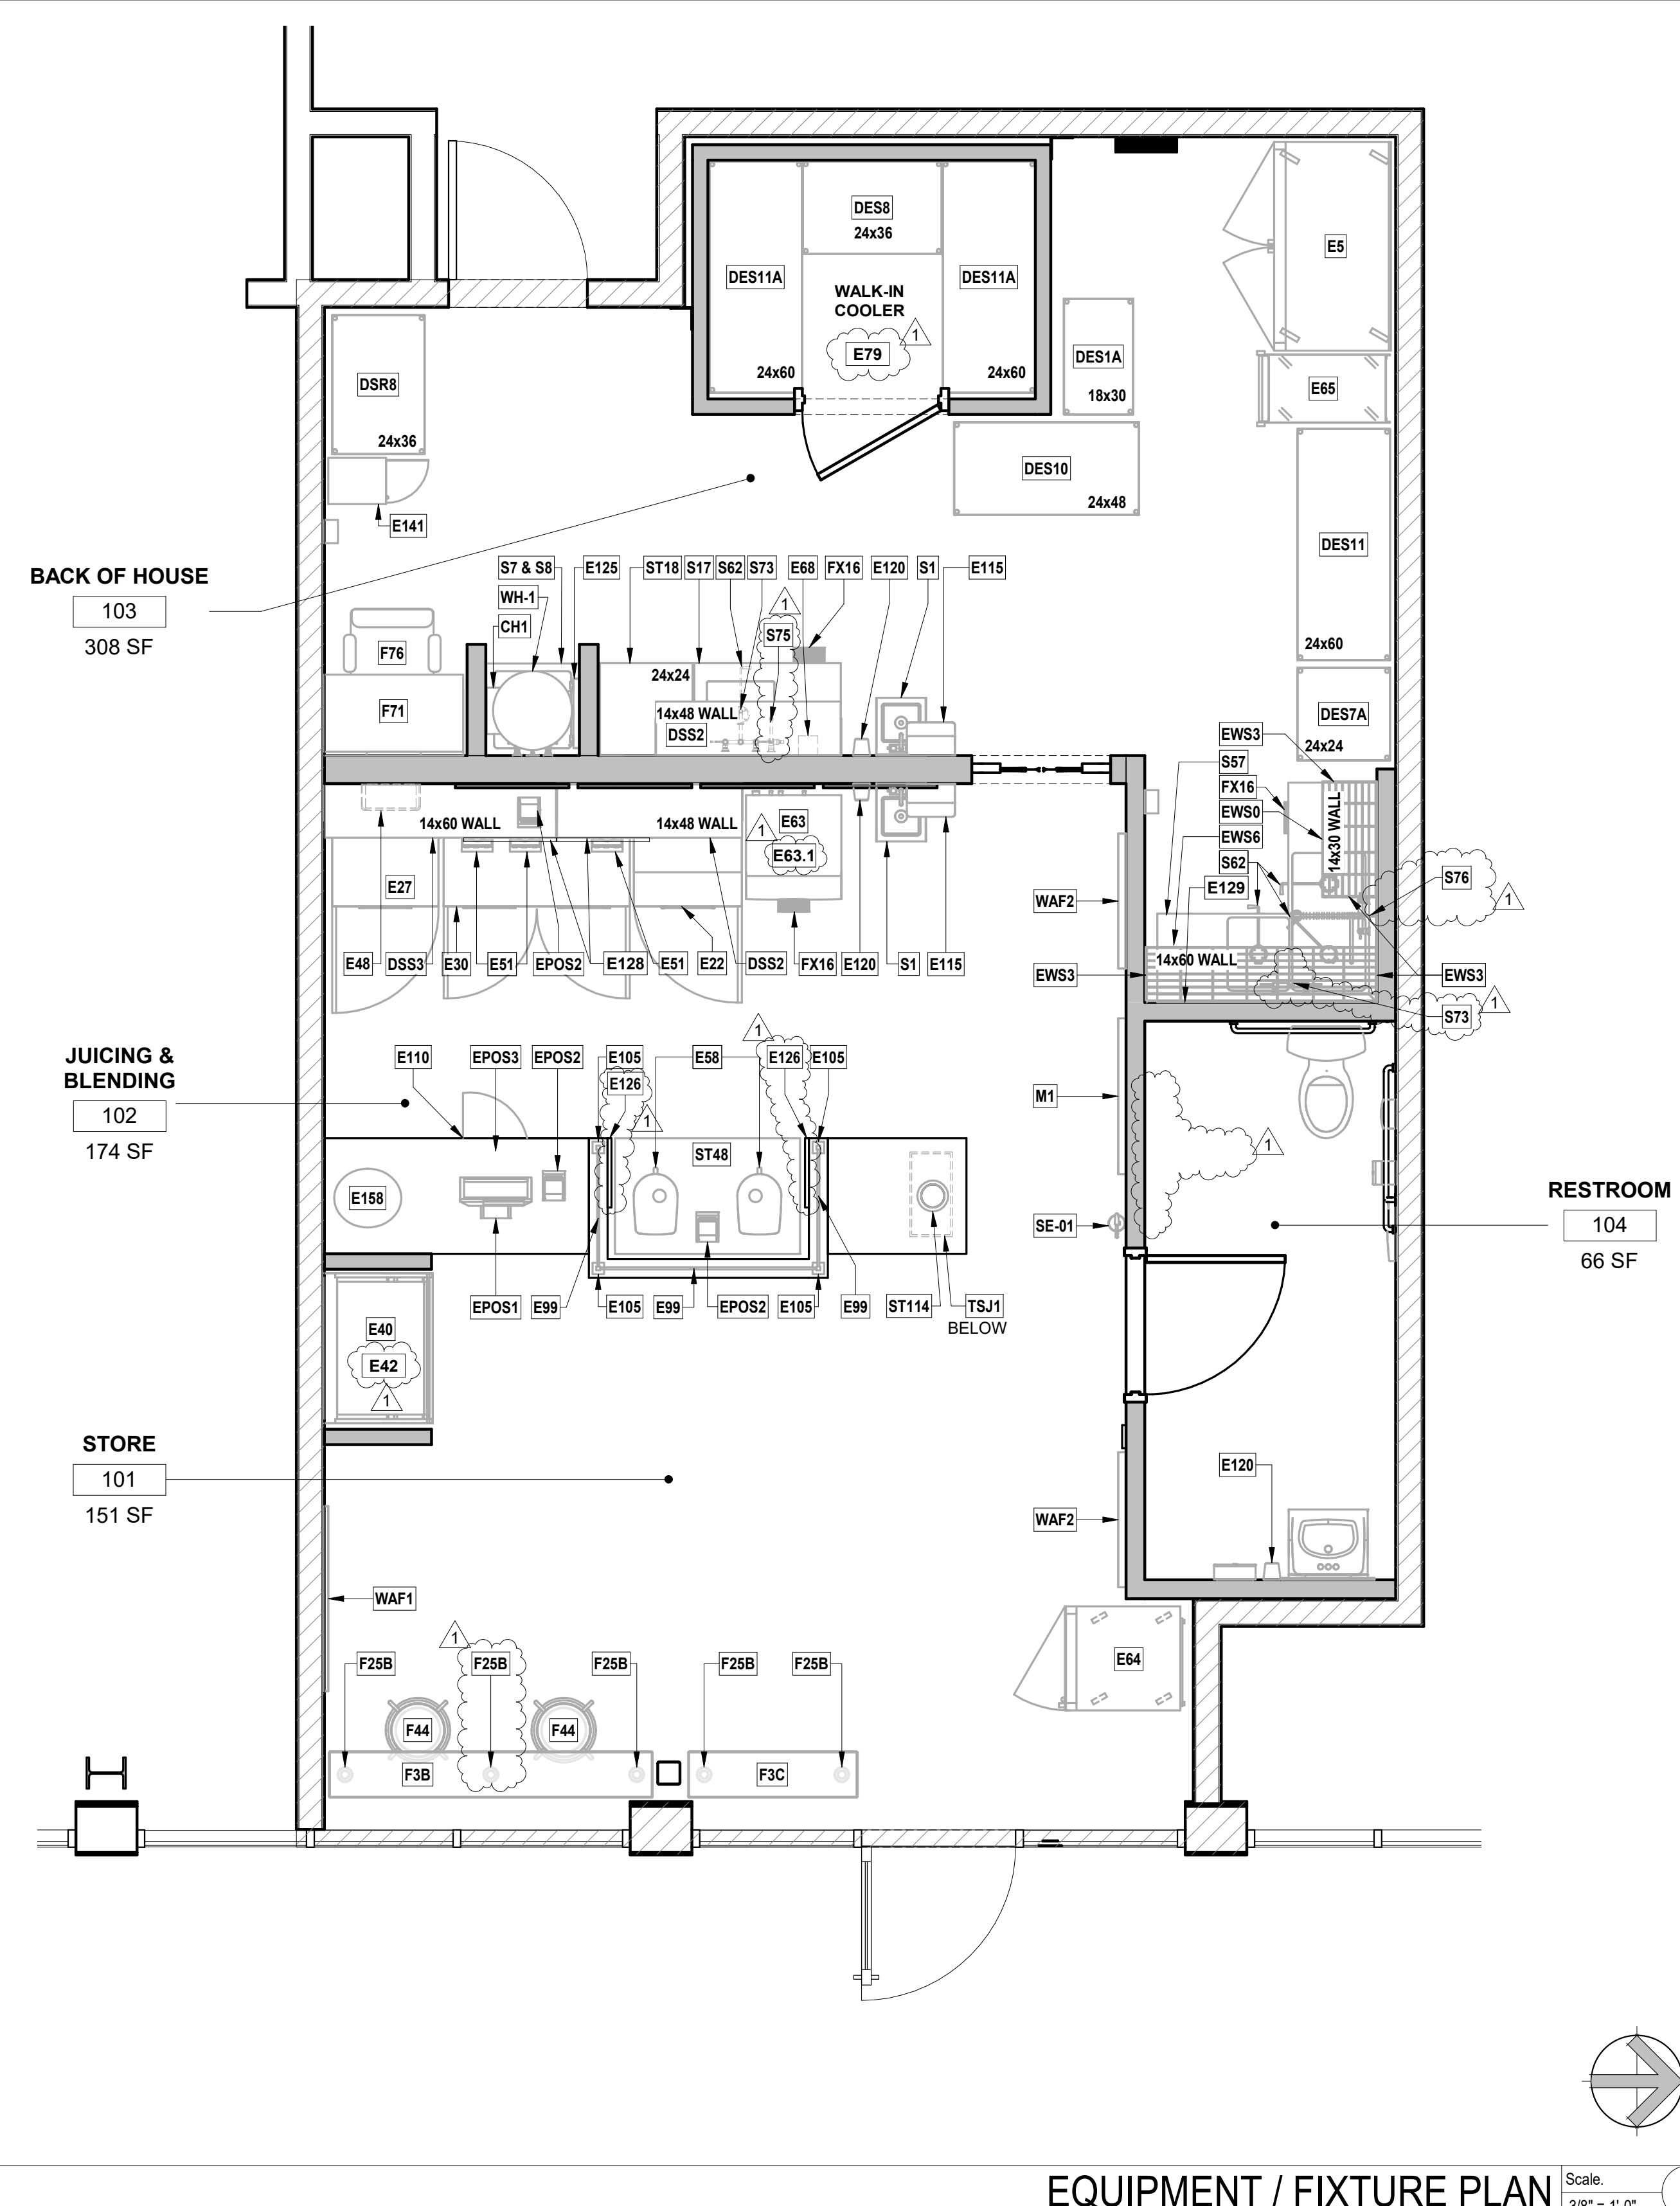 DES8
24x36
E5
DES11A
DES11A
WALK-IN
COOLER
1
E79
DES1A
24x60
24x60
18x30
E65
DSR8
24x36
DES10
24x48
E141
DES11
24x60
BACK OF HOUSE
103
308 SF
S7 & S8
E125
ST18
S17
S62
S73
E68
FX16
E120
S1
E115
WH-1
CH1
1
S75
F76
24x24
F71
14x48 WALL
DSS2
DES7A
24x24
EWS3
S57
FX16
EWS0
EWS6
14x30 WALL
S62
E129
S76
1
14x60 WALL
14x48 WALL
E63
1
E63.1
E27
WAF2
E48
DSS3
E30
E51
EPOS2
E128
E51
E22
DSS2
FX16
E120
S1
E115
EWS3
14x60 WALL
EWS3
S73
1
JUICING &
BLENDING
102
174 SF
E110
EPOS3
EPOS2
E105
E126
E58
1
E126
E105
M1
1
1
ST48
E158
RESTROOM
104
66 SF
SE-01
EPOS1
E99
E105
E99
EPOS2
E105
E99
ST114
TSJ1
BELOW
E40
E42
1
STORE
101
151 SF
E120
WAF2
WAF1
1
F25B
F25B
F25B
F25B
F25B
E64
F44
F44
F3B
F3C
EQUIPMENT / FIXTURE PLAN
Scale.
3/8" = 1'-0"